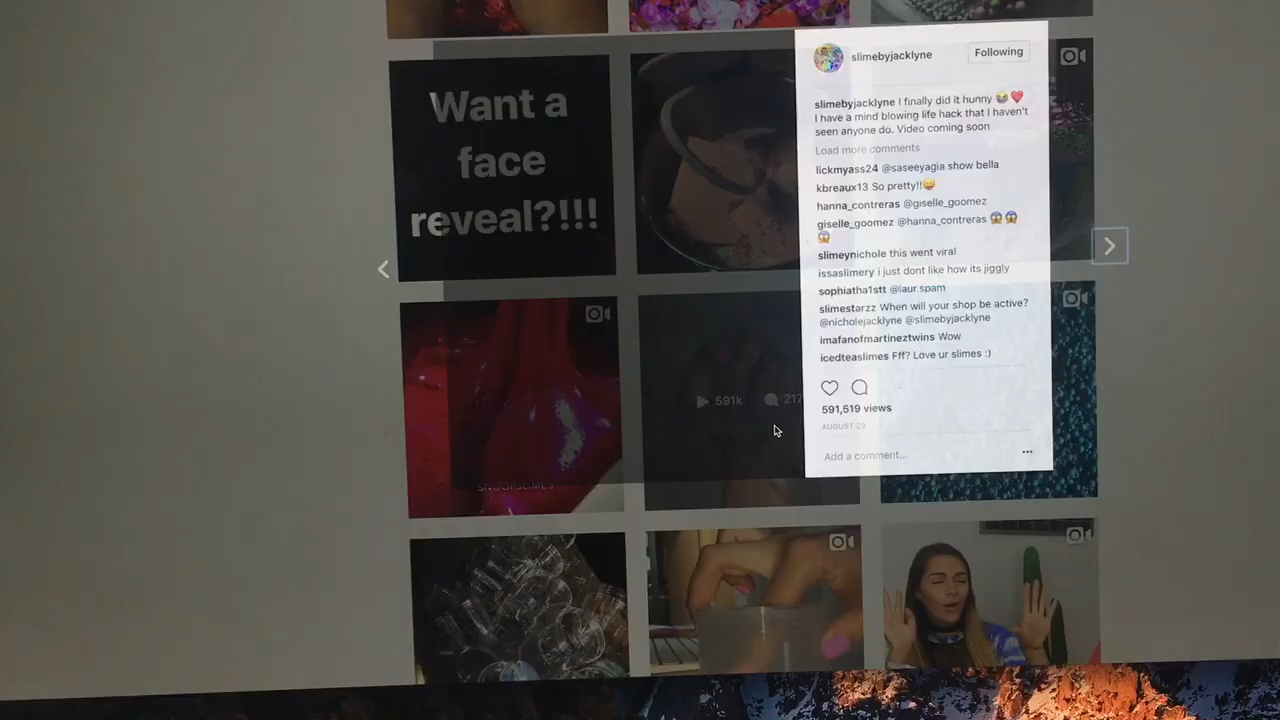 Want a
face
reveal?!!!
slimebyjacklyne Following
slimebyjacklyne I finally did it hunny 😭❤️
I have a mind blowing life hack that I haven't
seen anyone do. Video coming soon
Load more comments
lickmyass24 @saseeyagia show bella
kbreaux13 So pretty!!😛
hanna_contreras @giselle_goomez
giselle_goomez @hanna_contreras 😱😱
😱
slimeynichole this went viral
issaslimery i just dont like how its jiggly
sophiatha1stt @laur.spam
slimestarzz When will your shop be active?
@nicholejacklyne @slimebyjacklyne
imafanofmartineztwins Wow
icedteaslimes Fff? Love ur slimes :)
591,519 views
AUGUST 29
Add a comment...
591k
SNOOPSLIMES